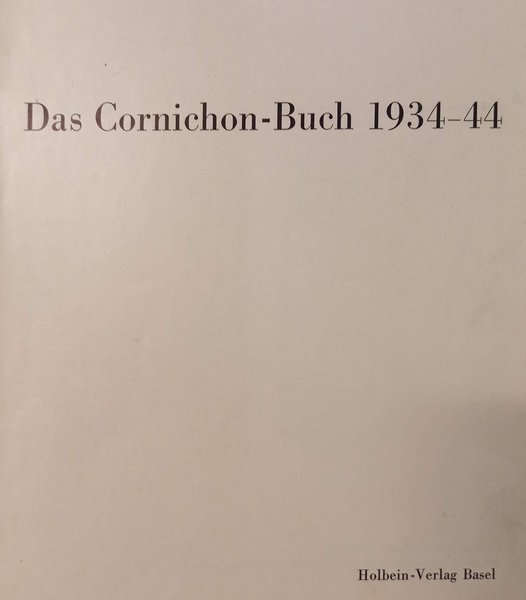 Das Cornichon-Buch 1934–44
Holbein-Verlag Basel